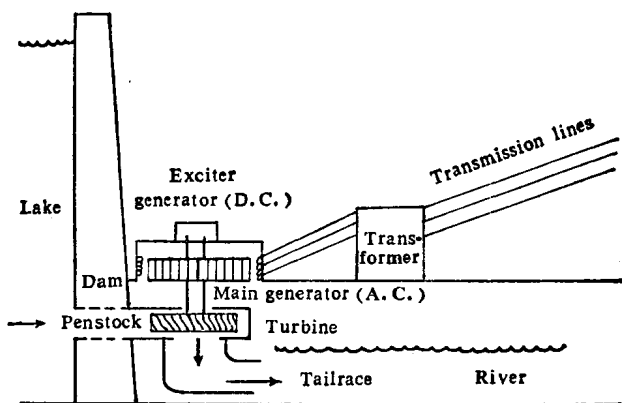 Transmission lines
Exciter
generator (D.C.)
Lake
Trans-
former
Dam
Main generator (A.C.)
Penstock
Turbine
Tailrace
River